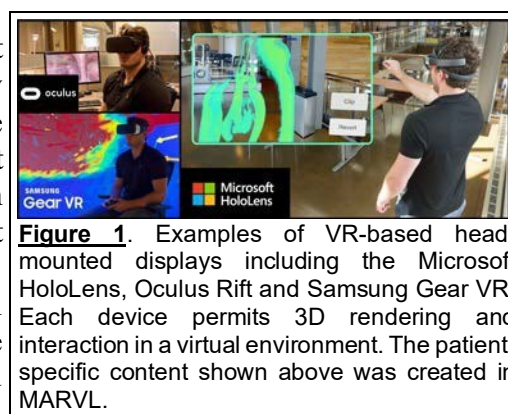 oculus
SAMSUNG
Gear VR
Microsoft
HoloLens
Clip
Revert
Figure 1. Examples of VR-based head
mounted displays including the Microsof
HoloLens, Oculus Rift and Samsung Gear VR
Each device permits 3D rendering and
interaction in a virtual environment. The patient
specific content shown above was created in
MARVL.